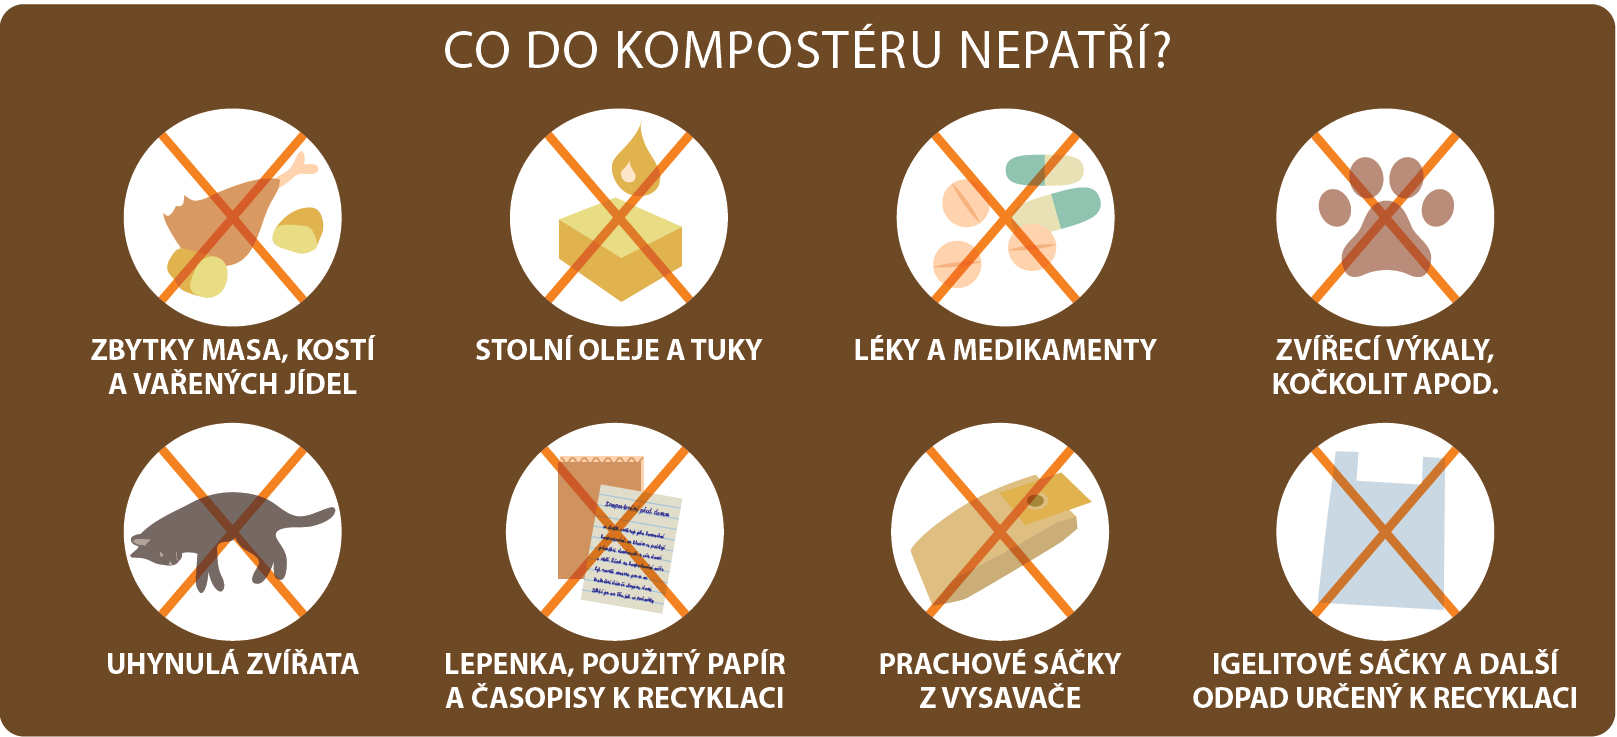 CO DO KOMPOSTÉRU NEPATŘÍ?
ZBYTKY MASA, KOSTÍ
A VAŘENÝCH JÍDEL
STOLNÍ OLEJE A TUKY
LÉKY A MEDIKAMENTY
ZVÍŘECÍ VÝKALY,
KOČKOLIT APOD.
UHYNULÁ ZVÍŘATA
LEPENKA, POUŽITÝ PAPÍR
A ČASOPISY K RECYKLACI
PRACHOVÉ SÁČKY
Z VYSAVAČE
IGELITOVÉ SÁČKY A DALŠÍ
ODPAD URČENÝ K RECYKLACI